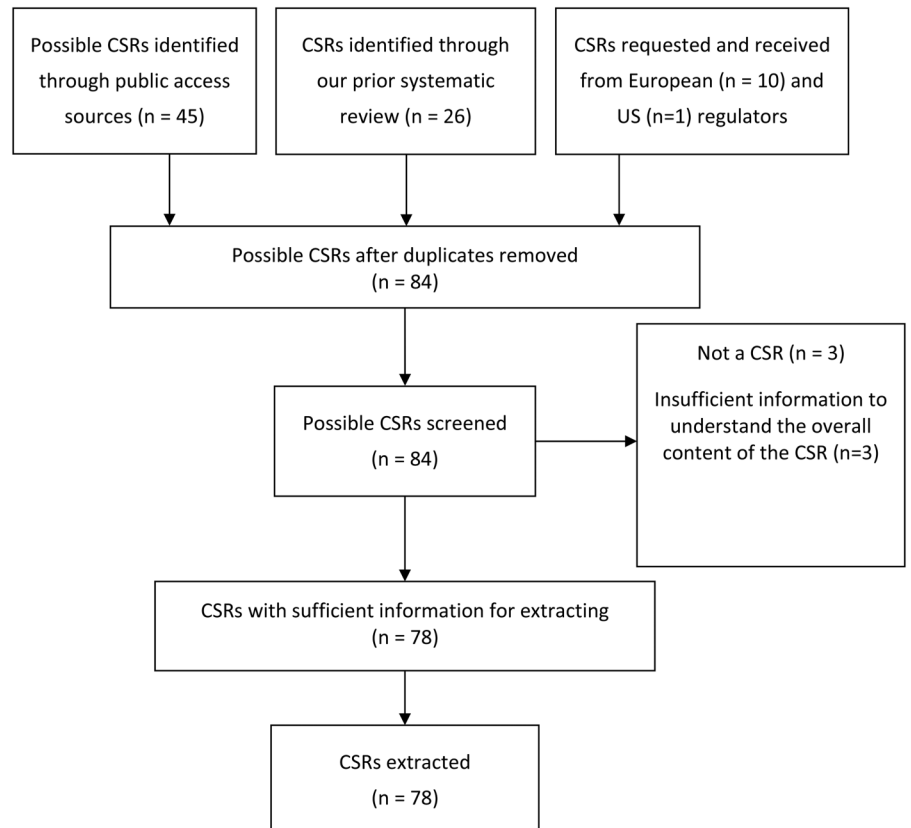 Possible CSRs identified
through public access
sources (n = 45)
CSRs identified through
our prior systematic
review (n = 26)
CSRs requested and received
from European (n = 10) and
US (n=1) regulators
Possible CSRs after duplicates removed
(n = 84)
Not a CSR (n = 3)
Insufficient information to
understand the overall
content of the CSR (n=3)
Possible CSRs screened
(n = 84)
CSRs with sufficient information for extracting
(n = 78)
CSRs extracted
(n = 78)